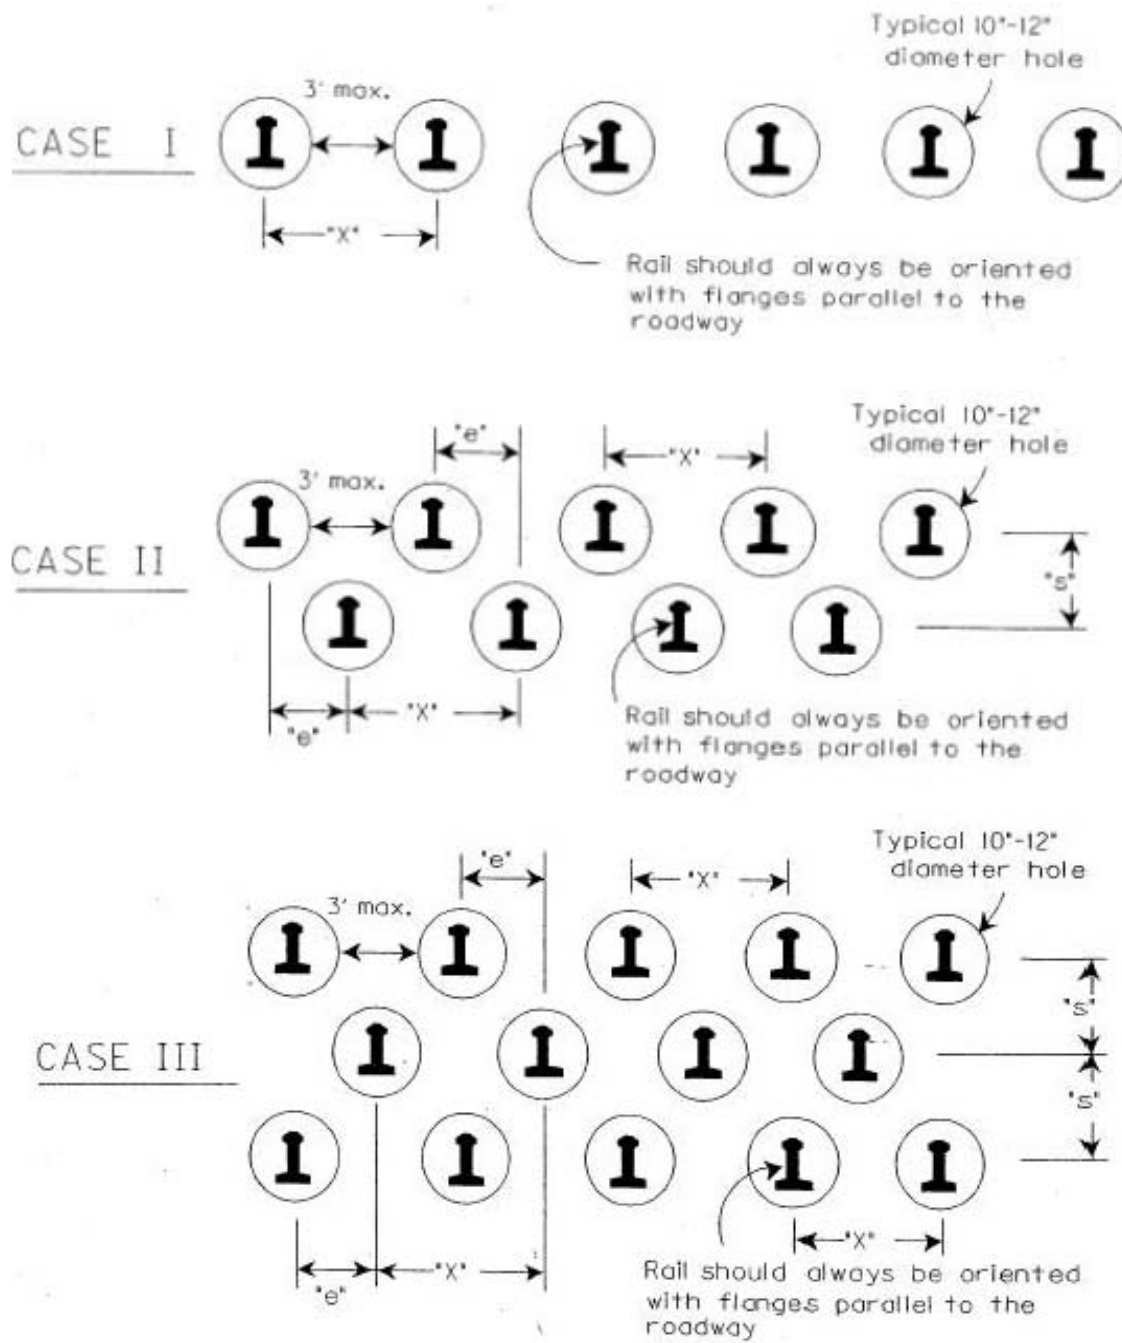 Typical 10"-12"
diameter hole
3' max.
CASE I
"X"
Rail should always be oriented
with flanges parallel to the
roadway
Typical 10"-12"
diameter hole
"e"
"X"
3' max.
CASE II
"s"
"X"
"e"
Rail should always be oriented
with flanges parallel to the
roadway
Typical 10"-12"
diameter hole
"e"
"X"
3' max.
"s"
CASE III
"s"
"X"
"e"
"X"
Rail should always be oriented
with flanges parallel to the
roadway